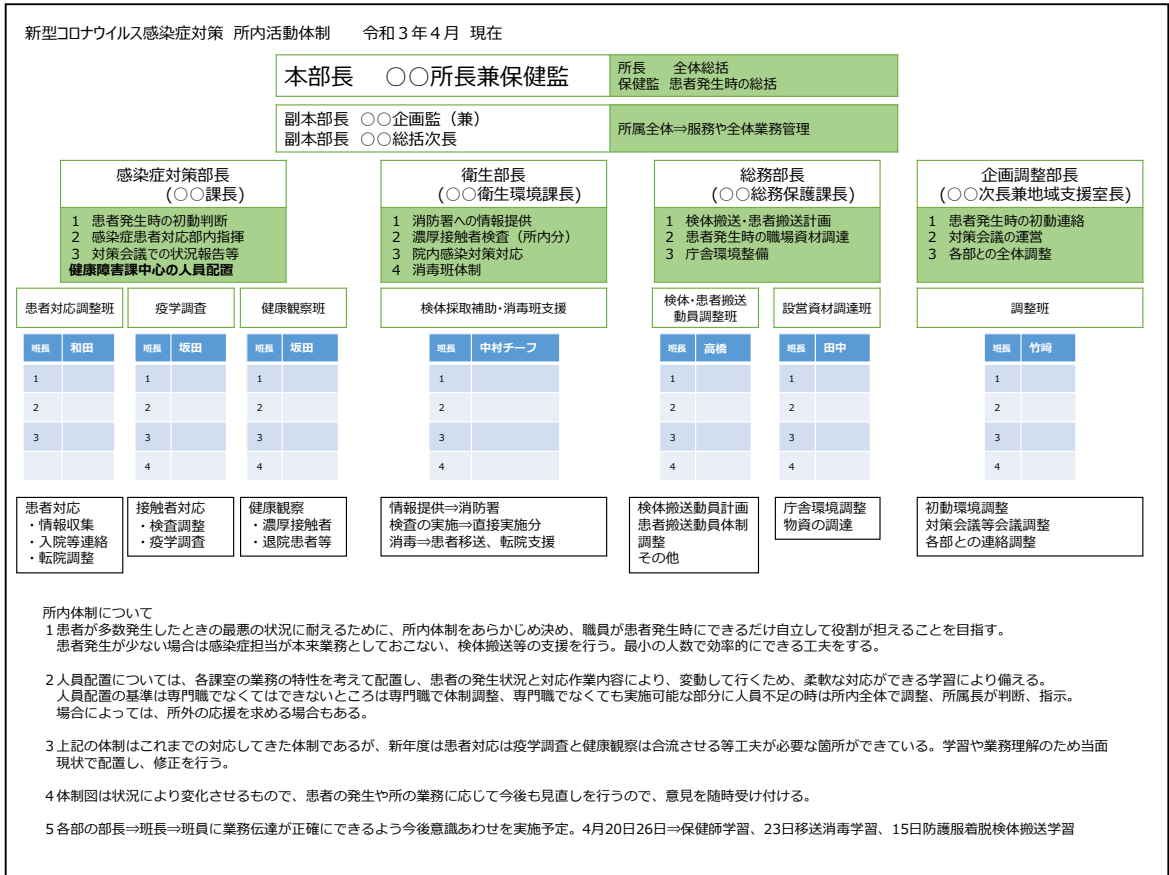 新型コロナウイルス感染症対策 所内活動体制　　令和３年４月 現在
本部長　○○所長兼保健監
所長　　全体総括
保健監 患者発生時の総括
副本部長 ○○企画監（兼）
副本部長 ○○総括次長
所属全体⇒服務や全体業務管理
感染症対策部長
（○○課長）
1　患者発生時の初動判断
2　感染症患者対応部内指揮
3　対策会議での状況報告等
健康障害課中心の人員配置
衛生部長
（○○衛生環境課長）
1　消防署への情報提供
2　濃厚接触者検査（所内分）
3　院内感染対策対応
4　消毒班体制
総務部長
（○○総務保護課長）
1　検体搬送・患者搬送計画
2　患者発生時の職場資材調達
3　庁舎環境整備
企画調整部長
（○○次長兼地域支援室長）
1　患者発生時の初動連絡
2　対策会議の運営
3　各部との全体調整
患者対応調整班
疫学調査
健康観察班
検体採取補助・消毒班支援
検体・患者搬送
動員調整班
設営資材調達班
調整班
班長　和田
1
2
3
班長　坂田
1
2
3
4
班長　坂田
1
2
3
4
班長　中村チーフ
1
2
3
4
班長　高橋
1
2
3
4
班長　田中
1
2
3
4
班長　竹﨑
1
2
3
4
患者対応
・情報収集
・入院等連絡
・転院調整
接触者対応
・検査調整
・疫学調査
健康観察
・濃厚接触者
・退院患者等
情報提供⇒消防署
検査の実施⇒直接実施分
消毒⇒患者移送、転院支援
検体搬送動員計画
患者搬送動員体制
調整
その他
庁舎環境調整
物資の調達
初動環境調整
対策会議等会議調整
各部との連絡調整
所内体制について
１患者が多数発生したときの最悪の状況に耐えるために、所内体制をあらかじめ決め、職員が患者発生時にできるだけ自立して役割が担えることを目指す。
患者発生が少ない場合は感染症担当が本来業務としておこない、検体搬送等の支援を行う。最小の人数で効率的にできる工夫をする。
２人員配置については、各課室の業務の特性を考えて配置し、患者の発生状況と対応作業内容により、変動して行くため、柔軟な対応ができる学習により備える。
人員配置の基準は専門職でなくてはできないところは専門職で体制調整、専門職でなくても実施可能な部分に人員不足の時は所内全体で調整、所属長が判断、指示。
場合によっては、所外の応援を求める場合もある。
３上記の体制はこれまでの対応してきた体制であるが、新年度は患者対応は疫学調査と健康観察は合流させる等工夫が必要な箇所ができている。学習や業務理解のため当面
現状で配置し、修正を行う。
４体制図は状況により変化させるもので、患者の発生や所の業務に応じて今後も見直しを行うので、意見を随時受け付ける。
５各部の部長⇒班長⇒班員に業務伝達が正確にできるよう今後意識あわせを実施予定。4月20日26日⇒保健師学習、23日移送消毒学習、15日防護服着脱検体搬送学習